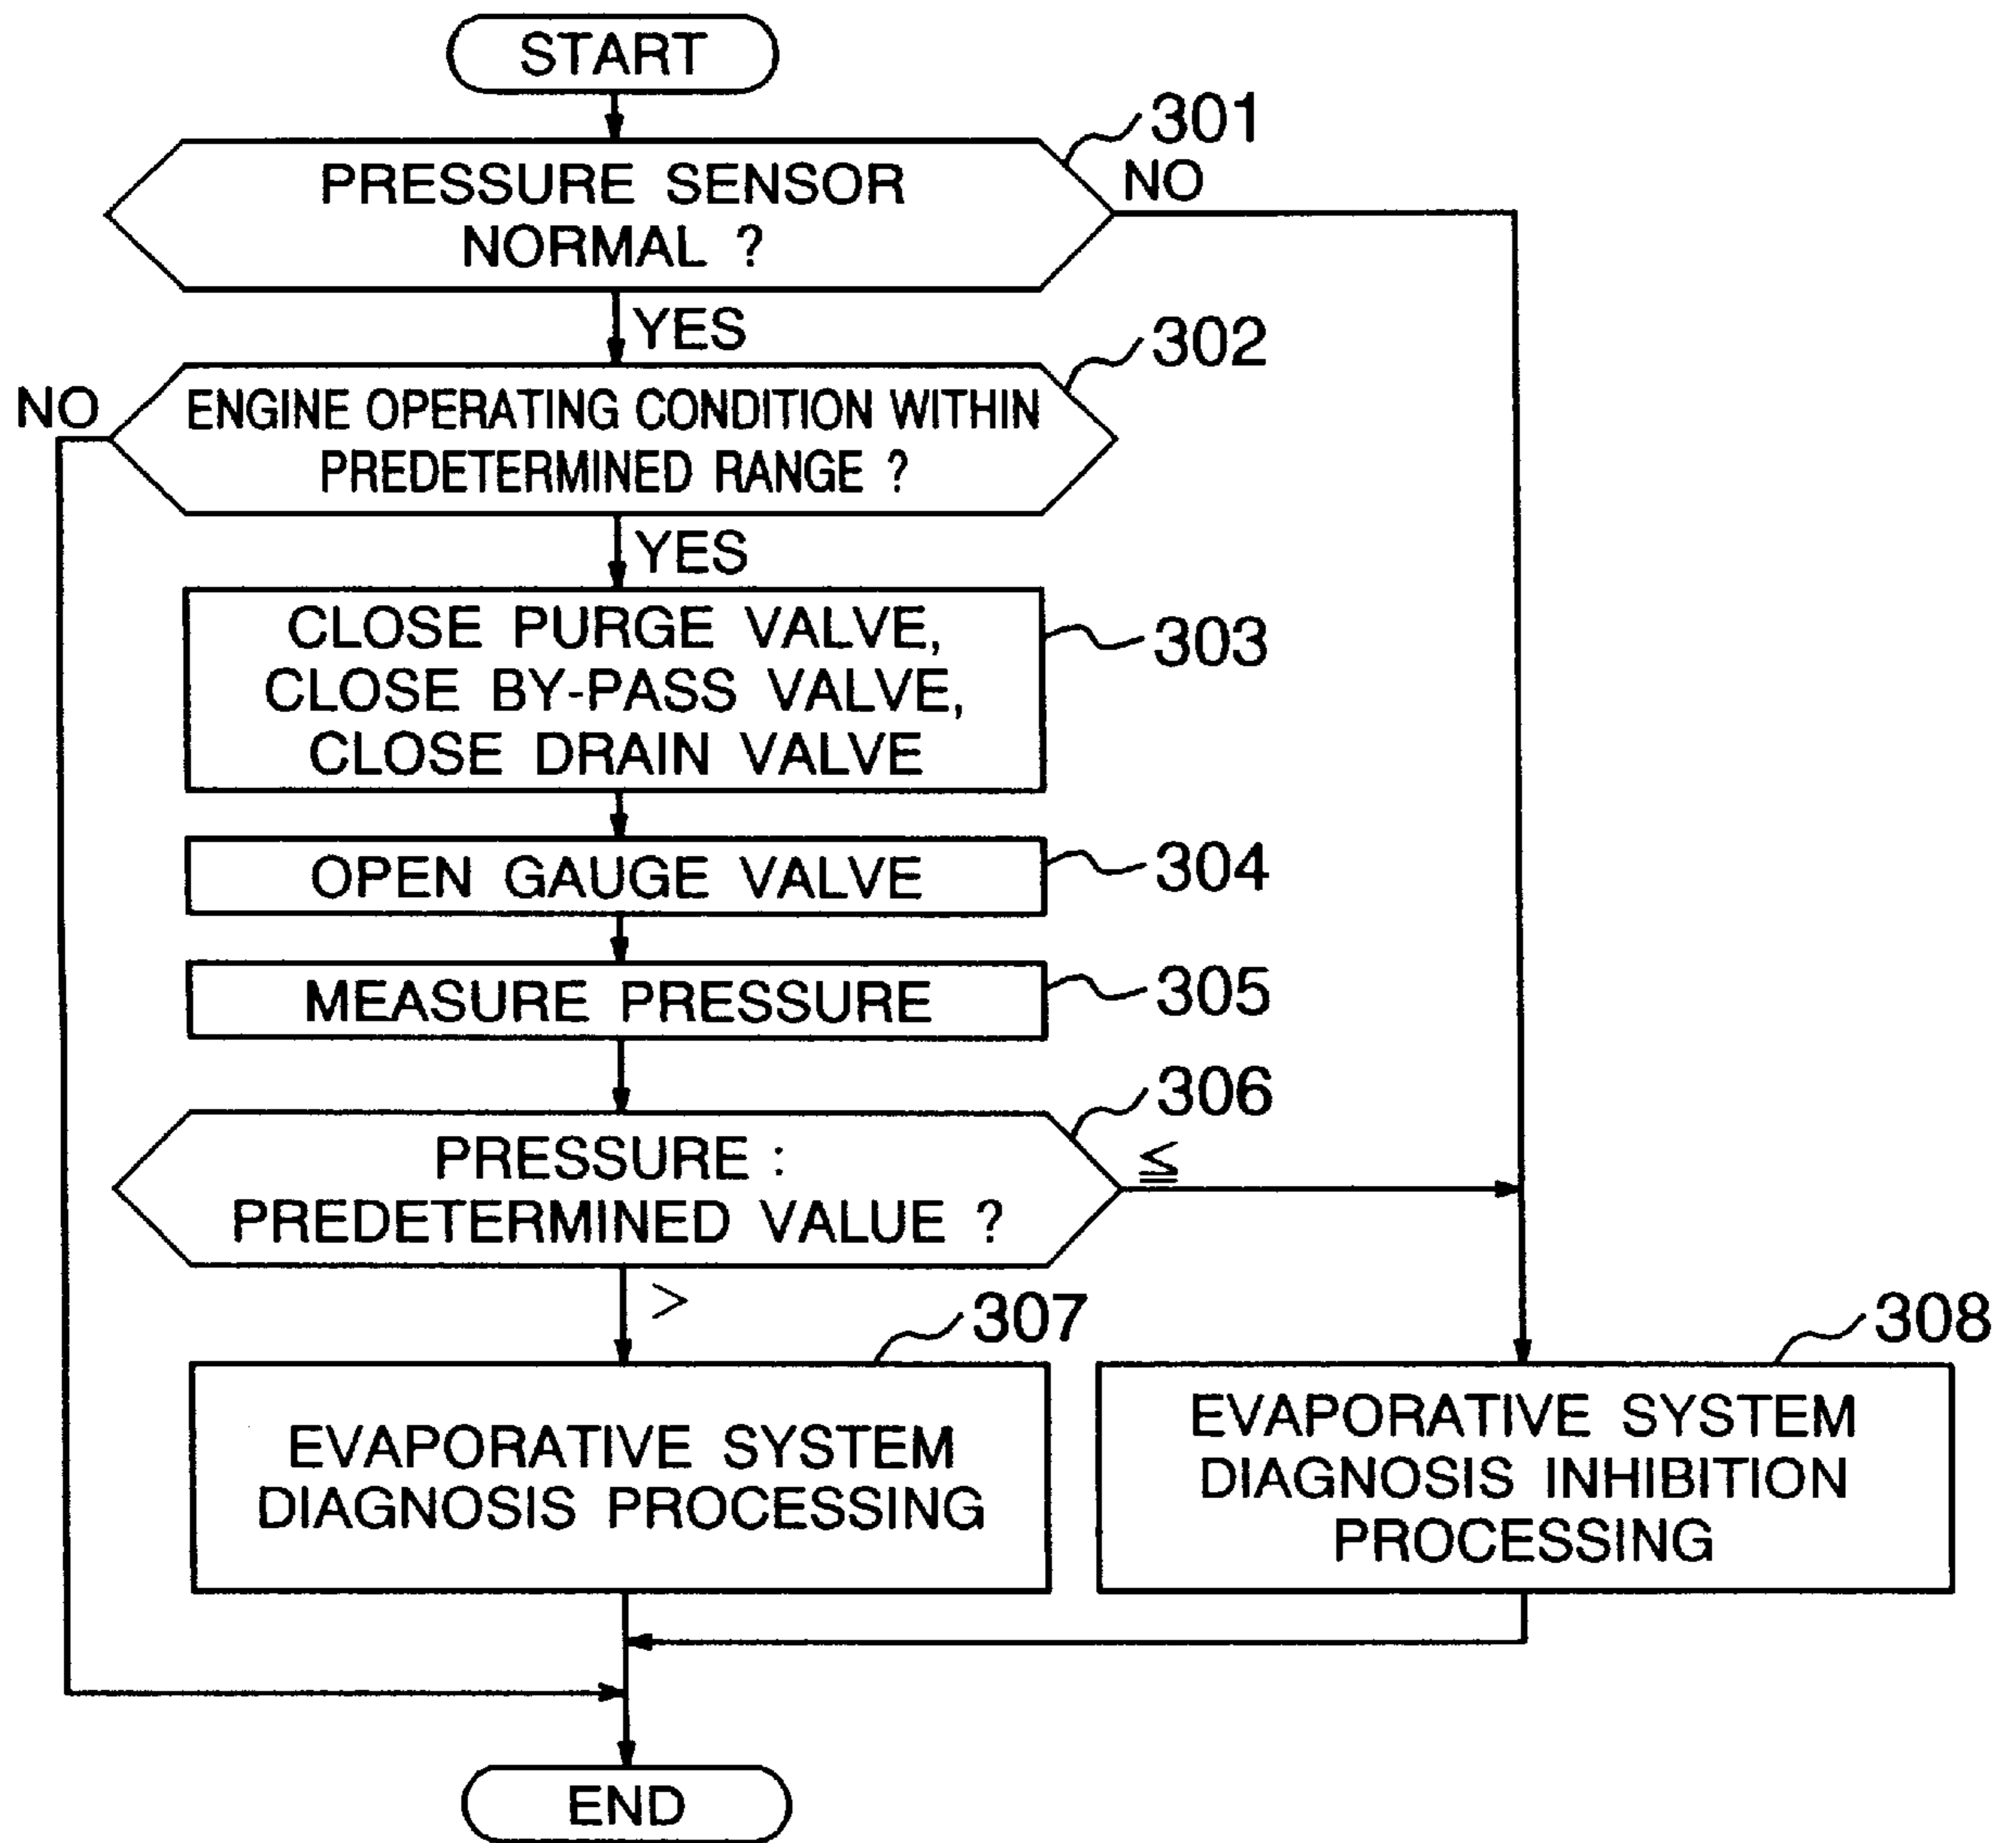 START
301
PRESSURE SENSOR
NORMAL ?
NO
YES
302
NO
ENGINE OPERATING CONDITION WITHIN
PREDETERMINED RANGE ?
YES
CLOSE PURGE VALVE,
CLOSE BY-PASS VALVE,
CLOSE DRAIN VALVE
303
OPEN GAUGE VALVE
304
MEASURE PRESSURE
305
306
PRESSURE :
PREDETERMINED VALUE ?
≦
>
307
308
EVAPORATIVE SYSTEM
DIAGNOSIS PROCESSING
EVAPORATIVE SYSTEM
DIAGNOSIS INHIBITION
PROCESSING
END